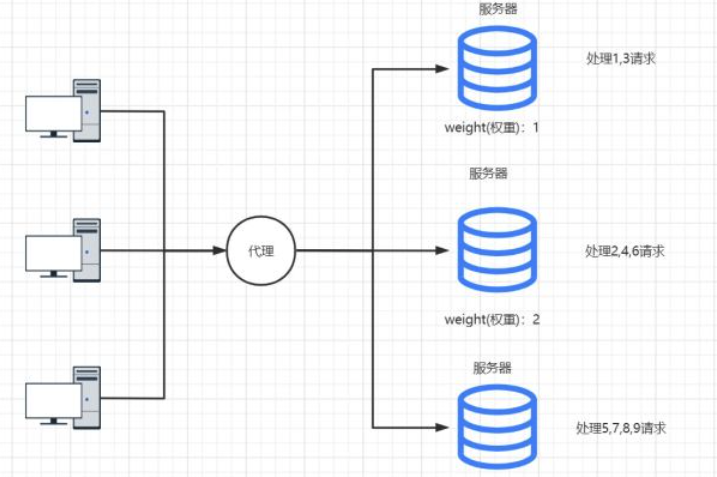 服务器
处理1,3请求
weight(权重)：1
服务器
代理
处理2,4,6请求
weight(权重)：2
服务器
处理5,7,8,9请求